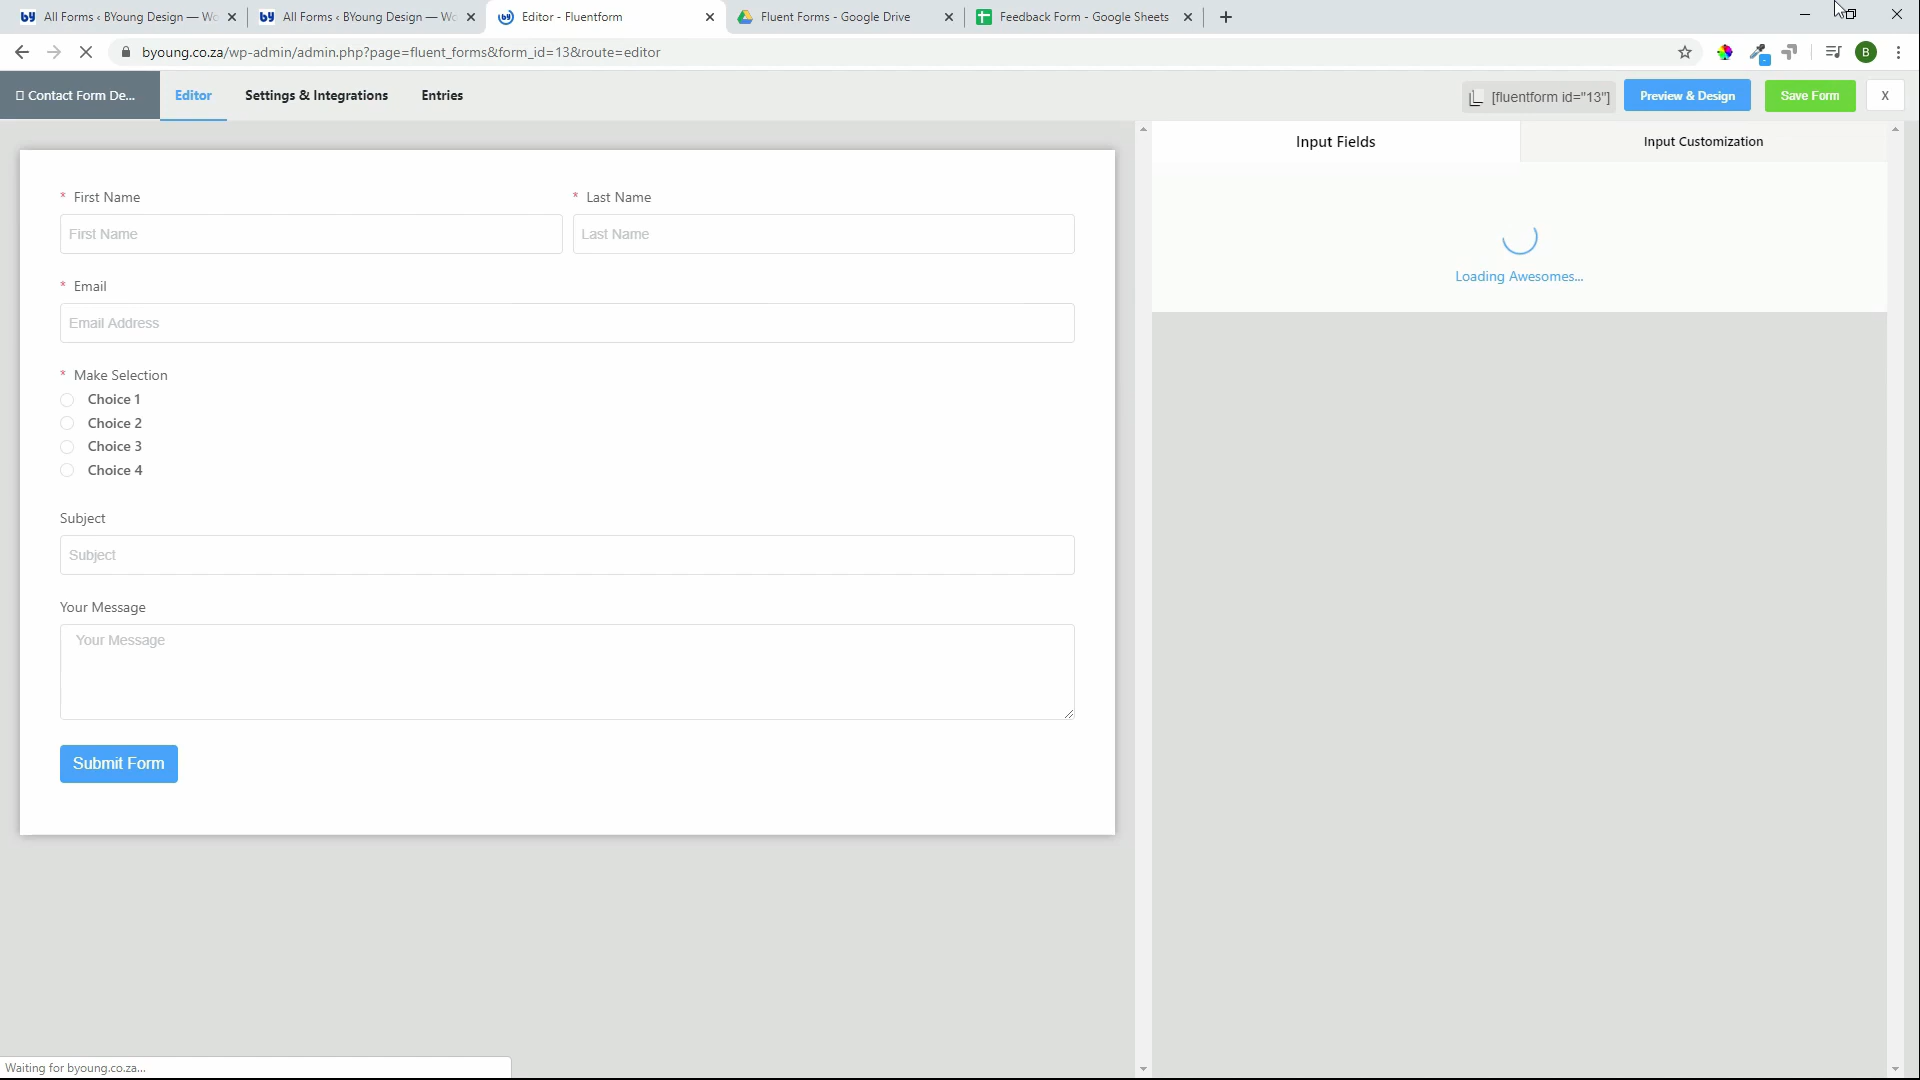 by All Forms ‹ BYoung Design — Wo
by All Forms ‹ BYoung Design — Wo
Editor - Fluentform
Fluent Forms - Google Drive
Feedback Form - Google Sheets
byoung.co.za/wp-admin/admin.php?page=fluent_forms&form_id=13&route=editor
B
Contact Form De...
Editor
Settings & Integrations
Entries
[fluentform id="13"]
Preview & Design
Save Form
X
Input Fields
Input Customization
Loading Awesomes...
* First Name
* Last Name
First Name
Last Name
* Email
Email Address
* Make Selection
Choice 1
Choice 2
Choice 3
Choice 4
Subject
Subject
Your Message
Your Message
Submit Form
Waiting for byoung.co.za...